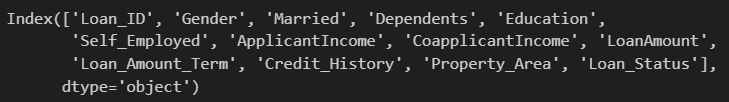 Index(['Loan_ID', 'Gender', 'Married', 'Dependents', 'Education',
       'Self_Employed', 'ApplicantIncome', 'CoapplicantIncome', 'LoanAmount',
       'Loan_Amount_Term', 'Credit_History', 'Property_Area', 'Loan_Status'],
      dtype='object')